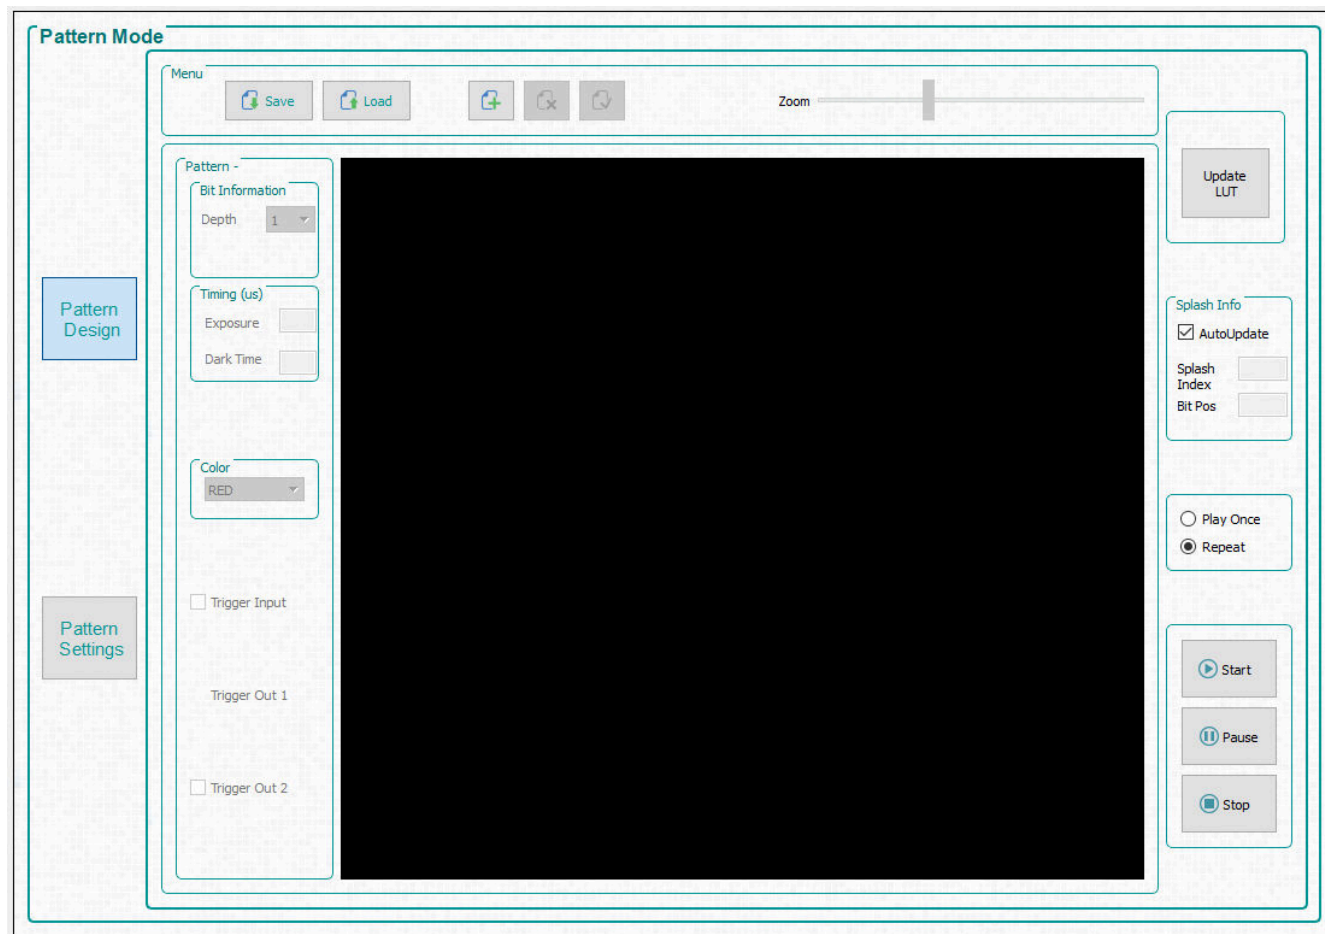 Pattern Mode
Menu
Save
Load
Zoom
Pattern -
Bit Information
Depth 1
Timing (us)
Exposure
Dark Time
Color
RED
Trigger Input
Trigger Out 1
Trigger Out 2
Pattern
Design
Pattern
Settings
Update
LUT
Splash Info
AutoUpdate
Splash
Index
Bit Pos
Play Once
Repeat
Start
Pause
Stop